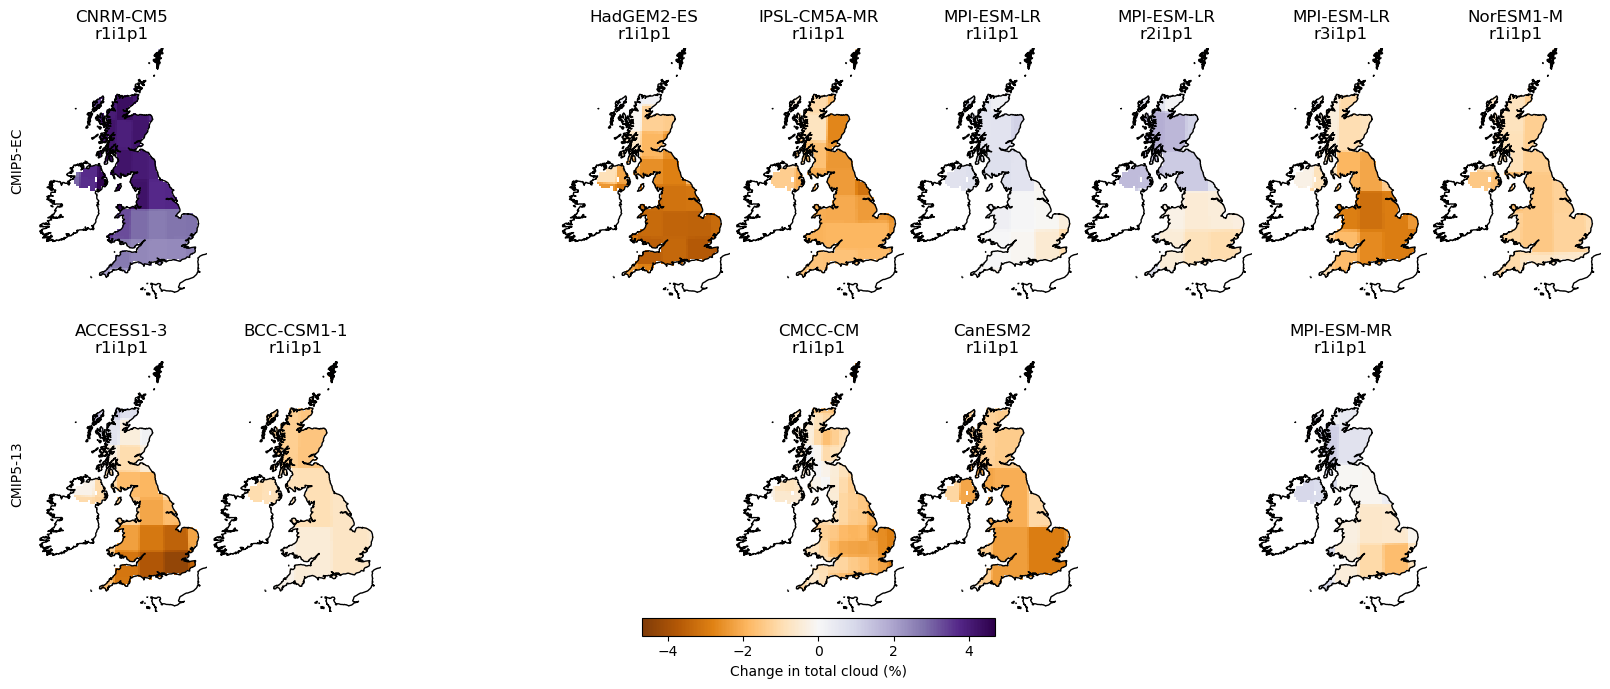 CNRM-CM5
r1i1p1
HadGEM2-ES
r1i1p1
IPSL-CM5A-MR
r1i1p1
MPI-ESM-LR
r1i1p1
MPI-ESM-LR
r2i1p1
MPI-ESM-LR
r3i1p1
NorESM1-M
r1i1p1
CMIP5-EC
ACCESS1-3
r1i1p1
BCC-CSM1-1
r1i1p1
CMCC-CM
r1i1p1
CanESM2
r1i1p1
MPI-ESM-MR
r1i1p1
CMIP5-13
−4 −2 0 2 4
Change in total cloud (%)